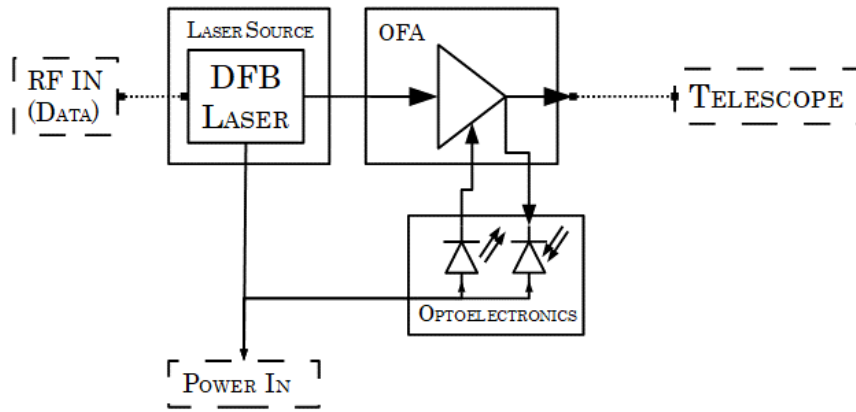 LASER SOURCE
OFA
RF IN
(DATA)
DFB
LASER
TELESCOPE
OPTOELECTRONICS
POWER IN